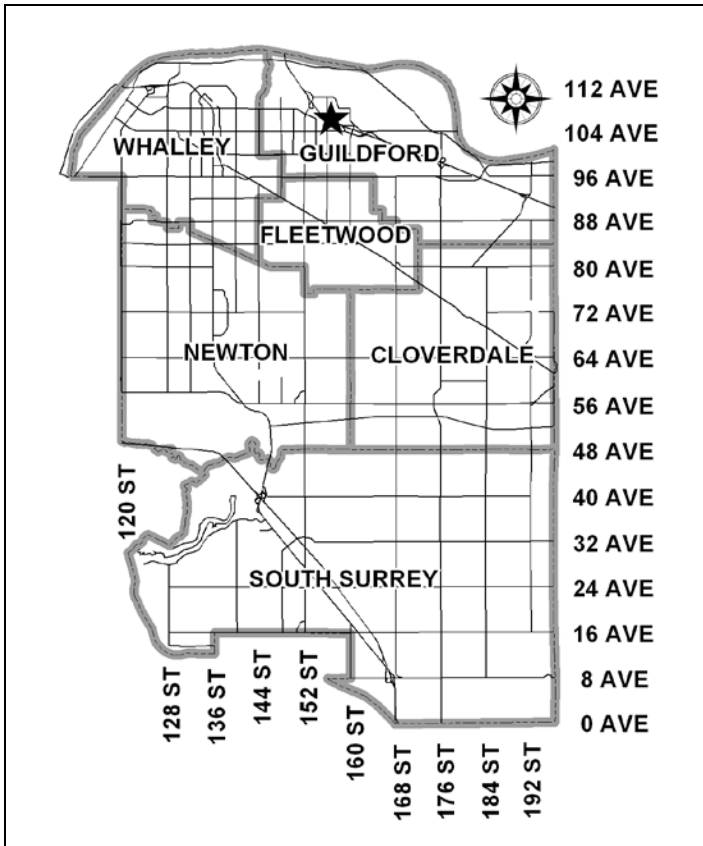 112 AVE
104 AVE
WHALLEY
GUILDFORD
96 AVE
88 AVE
FLEETWOOD
80 AVE
72 AVE
NEWTON
CLOVERDALE
64 AVE
56 AVE
48 AVE
120 ST
40 AVE
32 AVE
SOUTH SURREY
24 AVE
16 AVE
128 ST
136 ST
144 ST
152 ST
160 ST
8 AVE
0 AVE
168 ST
176 ST
184 ST
192 ST